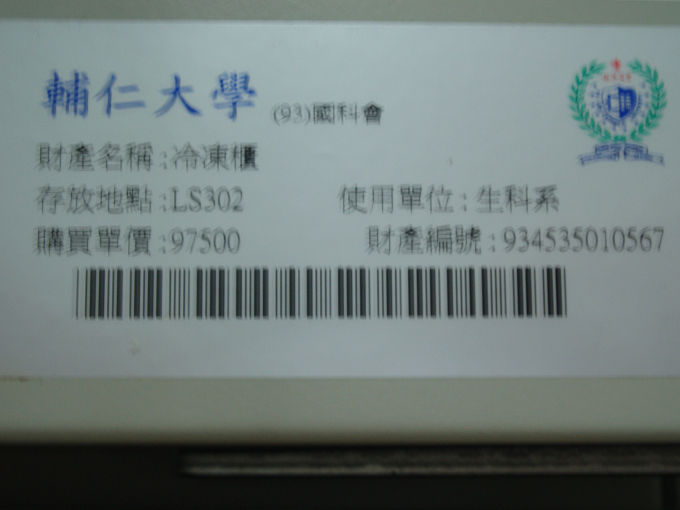 輔仁大學 (93)國科會
財產名稱:冷凍櫃
存放地點:LS302 使用單位:生科系
購買單價:97500 財產編號:934535010567